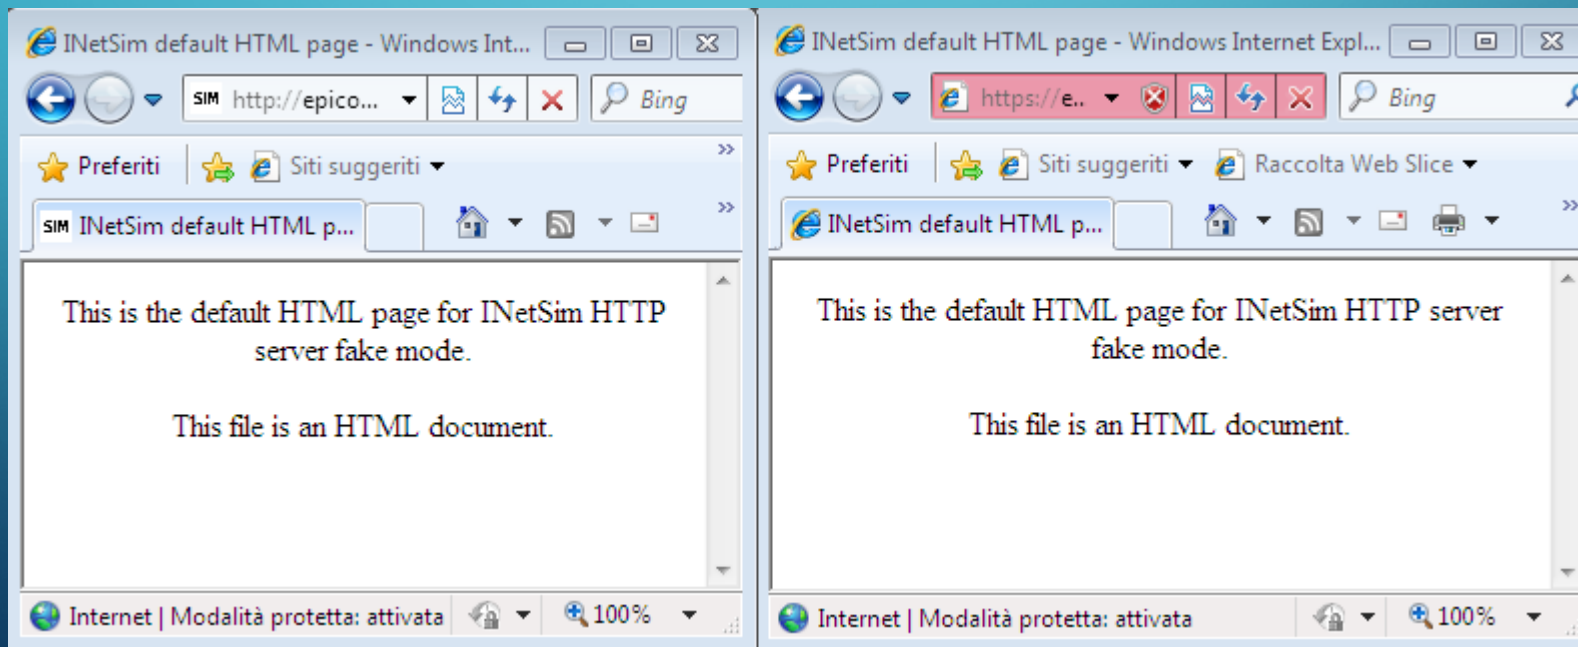 INetSim default HTML page - Windows Int...
SIM http://epico... Bing
Preferiti Siti suggeriti
SIM INetSim default HTML p...
This is the default HTML page for INetSim HTTP
server fake mode.
This file is an HTML document.
Internet | Modalità protetta: attivata 100%
INetSim default HTML page - Windows Internet Expl...
https://e.. Bing
Preferiti Siti suggeriti Raccolta Web Slice
INetSim default HTML p...
This is the default HTML page for INetSim HTTP server
fake mode.
This file is an HTML document.
Internet | Modalità protetta: attivata 100%